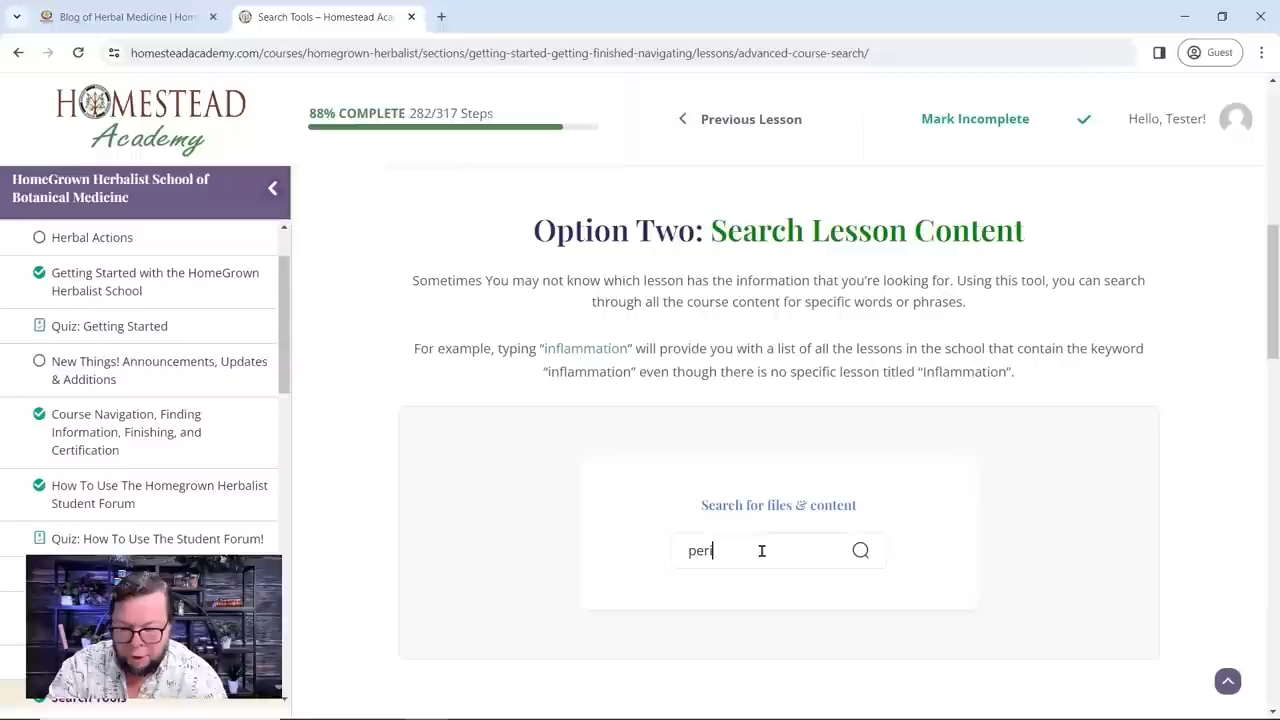 Blog of Herbal Medicine | Home
Search Tools – Homestead Aca
homesteadacademy.com/courses/homegrown-herbalist/sections/getting-started-getting-finished-navigating/lessons/advanced-course-search/
Guest
HOMESTEAD
Academy
88% COMPLETE 282/317 Steps
Previous Lesson
Mark Incomplete
Hello, Tester!
HomeGrown Herbalist School of
Botanical Medicine
Herbal Actions
Getting Started with the HomeGrown
Herbalist School
Quiz: Getting Started
New Things! Announcements, Updates
& Additions
Course Navigation, Finding
Information, Finishing, and
Certification
How To Use The Homegrown Herbalist
Student Forum
Quiz: How To Use The Student Forum!
Search Tools
Option Two: Search Lesson Content
Sometimes You may not know which lesson has the information that you’re looking for. Using this tool, you can search
through all the course content for specific words or phrases.
For example, typing “inflammation” will provide you with a list of all the lessons in the school that contain the keyword
“inflammation” even though there is no specific lesson titled “Inflammation”.
Search for files & content
peri